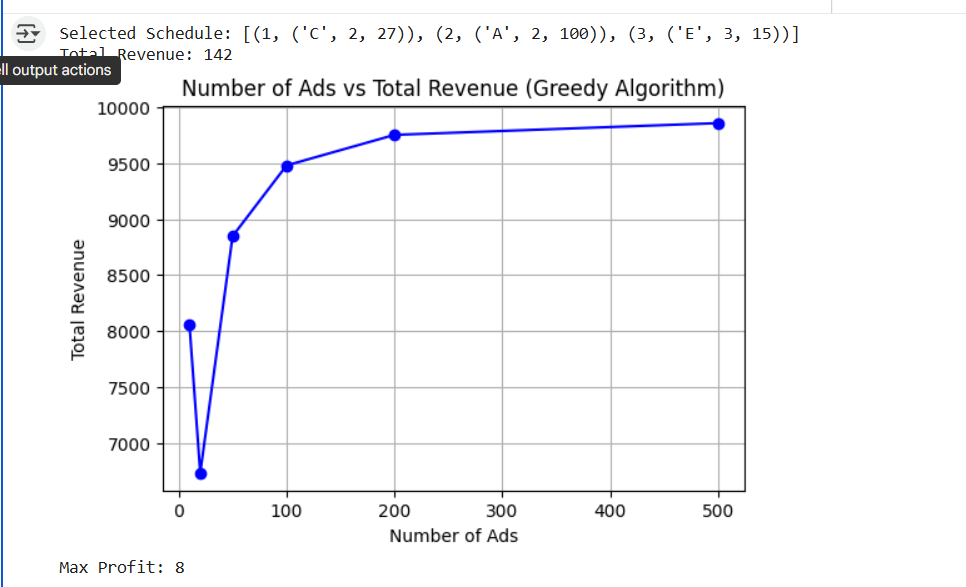 Selected Schedule: [(1, ('C', 2, 27)), (2, ('A', 2, 100)), (3, ('E', 3, 15))]
Total Revenue: 142
ell output actions
Number of Ads vs Total Revenue (Greedy Algorithm)
10000
9500
9000
8500
8000
7500
7000
Total Revenue
0 100 200 300 400 500
Number of Ads
Max Profit: 8